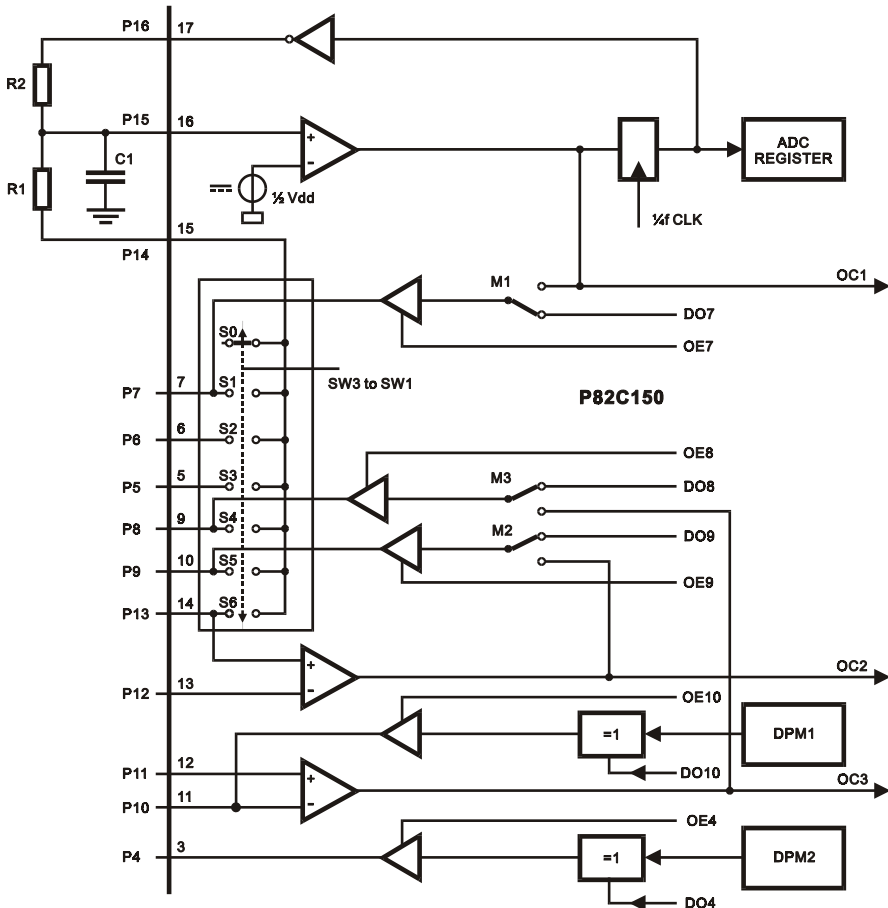 P16 17
R2
P15 16
ADC
REGISTER
C1
R1
½ Vdd
¼f CLK
15
P14
M1
OC1
DO7
S0
OE7
SW3 to SW1
P7 7 S1
P82C150
P6 6 S2
OE8
P5 5 S3
M3
DO8
P8 9 S4
M2
DO9
P9 10 S5
OE9
P13 14 S6
+
-
OC2
P12 13
OE10
=1
DPM1
P11 12
DO10
+
-
OC3
P10 11
OE4
P4 3
=1
DPM2
DO4